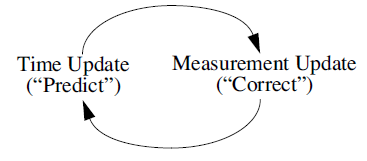 Time Update
(“Predict”)
Measurement Update
(“Correct”)